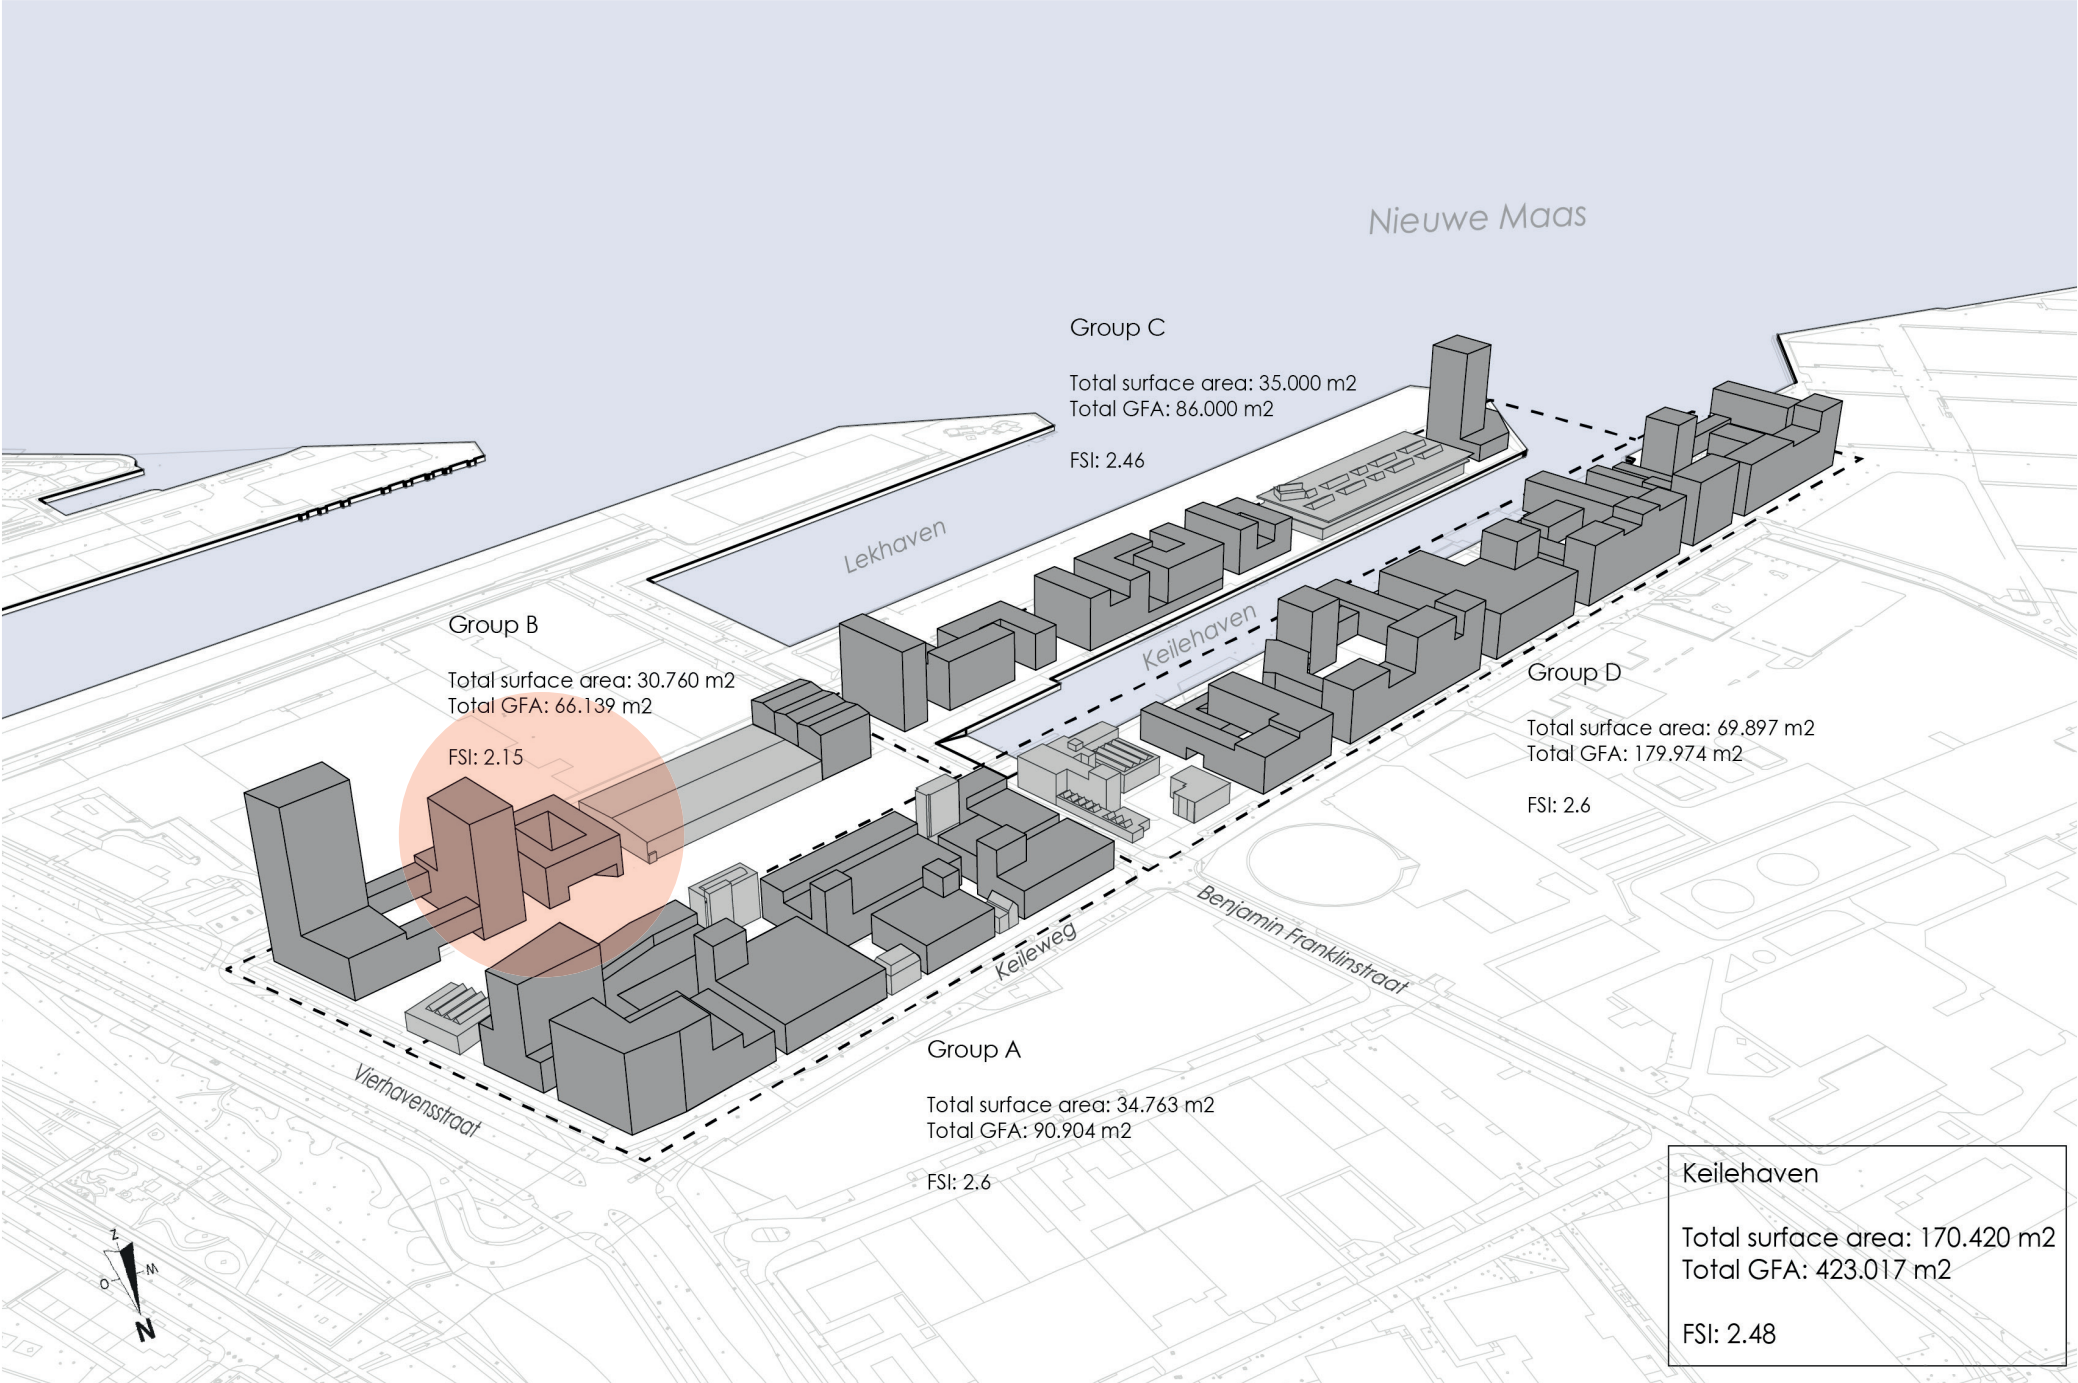 Nieuwe Maas
Group C
Total surface area: 35.000 m2
Total GFA: 86.000 m2
FSI: 2.46
Lekhaven
Keilehaven
Group B
Total surface area: 30.760 m2
Total GFA: 66.139 m2
FSI: 2.15
Group D
Total surface area: 69.897 m2
Total GFA: 179.974 m2
FSI: 2.6
Benjamin Franklinstraat
Keileweg
Vierhavensstraat
Group A
Total surface area: 34.763 m2
Total GFA: 90.904 m2
FSI: 2.6
Keilehaven
Total surface area: 170.420 m2
Total GFA: 423.017 m2
FSI: 2.48
Z
O
W
N